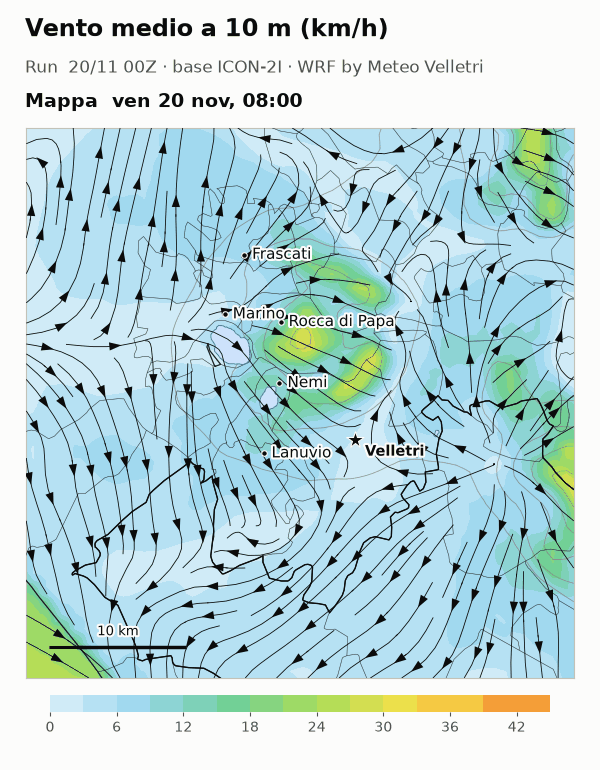 Vento medio a 10 m (km/h)
Run  20/11 00Z · base ICON-2I · WRF by Meteo Velletri
Mappa  ven 20 nov, 08:00
Frascati
Marino
Rocca di Papa
Nemi
Velletri
Lanuvio
10 km
0 6 12 18 24 30 36 42